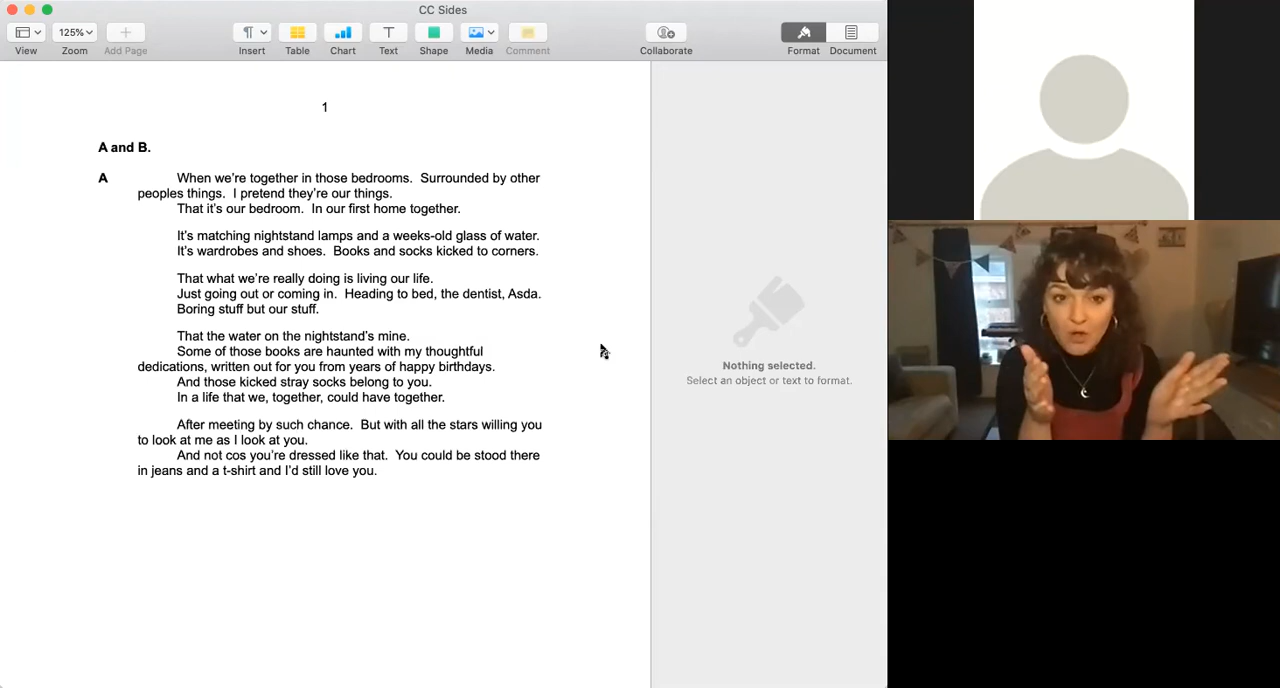 CC Sides
125%
View
Zoom
Add Page
Insert
Table
Chart
Text
Shape
Media
Comment
Collaborate
Format
Document
1
A and B.
A When we're together in those bedrooms. Surrounded by other
peoples things. I pretend they're our things.
That it's our bedroom. In our first home together.
It's matching nightstand lamps and a weeks-old glass of water.
It's wardrobes and shoes. Books and socks kicked to corners.
That what we're really doing is living our life.
Just going out or coming in. Heading to bed, the dentist, Asda.
Boring stuff but our stuff.
That the water on the nightstand's mine.
Some of those books are haunted with my thoughtful
dedications, written out for you from years of happy birthdays.
And those kicked stray socks belong to you.
In a life that we, together, could have together.
After meeting by such chance. But with all the stars willing you
to look at me as I look at you.
And not cos you're dressed like that. You could be stood there
in jeans and a t-shirt and I'd still love you.
Nothing selected.
Select an object or text to format.